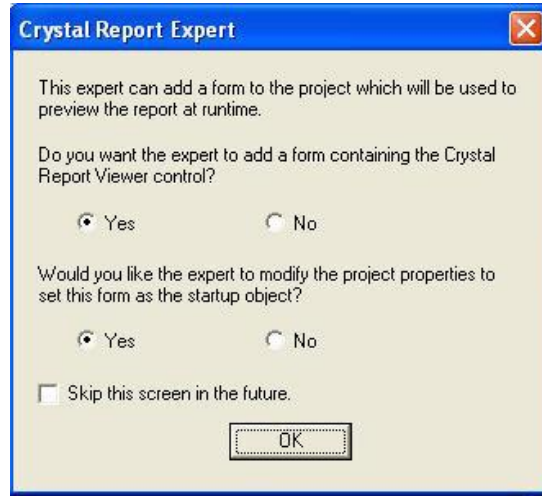 Crystal Report Expert
This expert can add a form to the project which will be used to
preview the report at runtime.
Do you want the expert to add a form containing the Crystal
Report Viewer control?
Yes No
Would you like the expert to modify the project properties to
set this form as the startup object?
Yes No
Skip this screen in the future.
OK